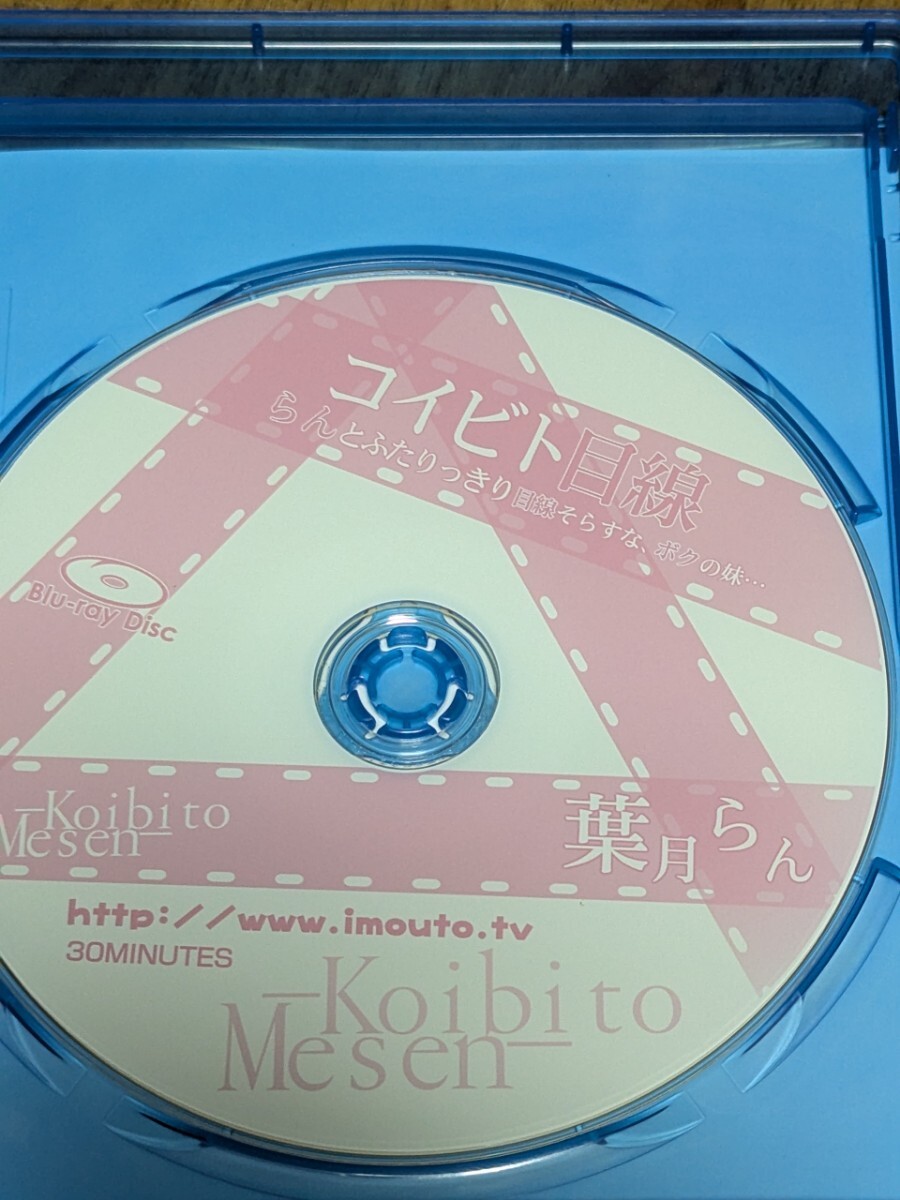 コイビト目線
らんとふたりっきり目線そらすな、ボクの妹…
Blu-ray Disc
Koibito
Mesen
葉月らん
http://www.imouto.tv
30MINUTES
Koibito
Mesen